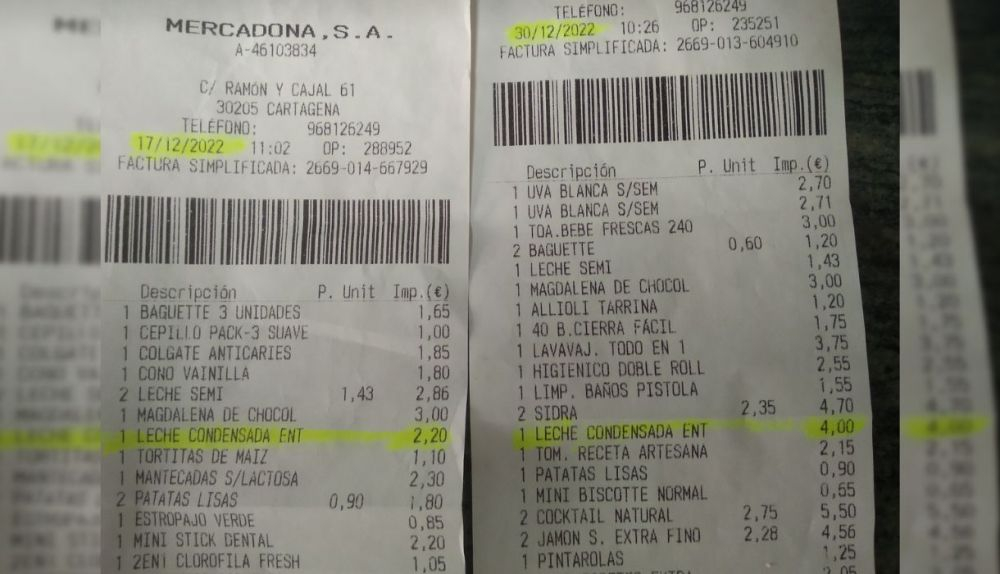 MERCADONA,S.A.
A-46103834
C/ RAMÓN Y CAJAL 61
30205 CARTAGENA
TELÉFONO: 968126249
17/12/2022 11:02 OP: 288952
FACTURA SIMPLIFICADA: 2669-014-667929
Descripción P. Unit Imp.(€)
1 BAGUETTE 3 UNIDADES 1,65
1 CEPILLO PACK-3 SUAVE 1,00
1 COLGATE ANTICARIES 1,85
1 CONO VAINILLA 1,80
2 LECHE SEMI 1,43 2,86
1 MAGDALENA DE CHOCOL 3,00
1 LECHE CONDENSADA ENT 2,20
1 TORTITAS DE MAIZ 1,10
1 MANTECADAS S/LACTOSA 2,30
2 PATATAS LISAS 0,90 1,80
1 ESTROPAJO VERDE 0,85
1 MINI STICK DENTAL 2,20
1 2EN1 CLOROFILA FRESH 1,05
TELÉFONO: 968126249
30/12/2022 10:26 OP: 235251
FACTURA SIMPLIFICADA: 2669-013-604910
Descripción P. Unit Imp.(€)
1 UVA BLANCA S/SEM 2,70
1 UVA BLANCA S/SEM 2,71
1 TOA.BEBE FRESCAS 240 3,00
2 BAGUETTE 0,60 1,20
1 LECHE SEMI 1,43
1 MAGDALENA DE CHOCOL 3,00
1 ALLIOLI TARRINA 1,20
1 40 B.CIERRA FÁCIL 1,75
1 LAVAVAJ. TODO EN 1 3,75
1 HIGIENICO DOBLE ROLL 2,55
1 LIMP. BAÑOS PISTOLA 1,55
2 SIDRA 2,35 4,70
1 LECHE CONDENSADA ENT 4,00
1 TOM. RECETA ARTESANA 2,15
1 PATATAS LISAS 0,90
1 MINI BISCOTTE NORMAL 0,65
2 COCKTAIL NATURAL 2,75 5,50
2 JAMON S. EXTRA FINO 2,28 4,56
1 PINTAROLAS 1,25